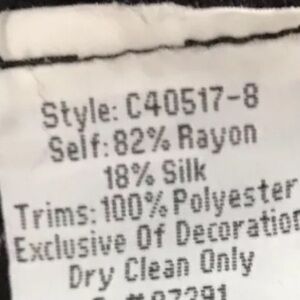 Style: C40517-8
Self: 82% Rayon
18% Silk
Trims: 100% Polyester
Exclusive Of Decoration
Dry Clean Only